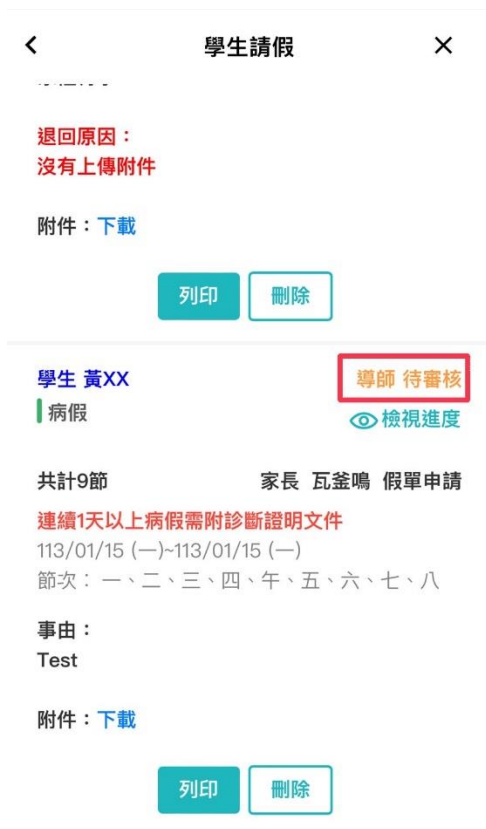 學生請假
退回原因：
沒有上傳附件
附件：下載
列印 刪除
學生 黃XX 導師 待審核
病假 檢視進度
共計9節 家長 瓦釜鳴 假單申請
連續1天以上病假需附診斷證明文件
113/01/15 (一)~113/01/15 (一)
節次： 一、二、三、四、午、五、六、七、八
事由：
Test
附件：下載
列印 刪除